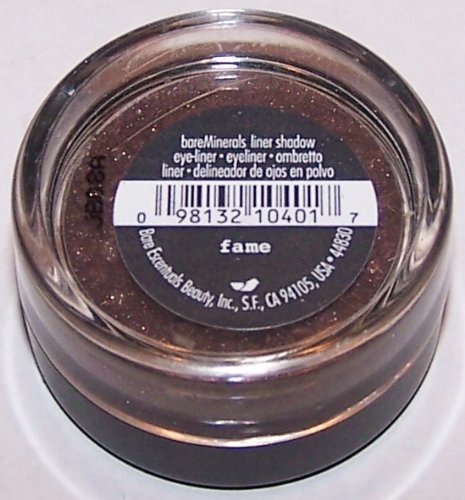 bareMinerals liner shadow
eye-liner • eyeliner • ombretto
liner • delineador de ojos en polvo
0 98132 10401 7
fame
Bare Escentuals Beauty, Inc., S.F., CA 94105, USA • 44830